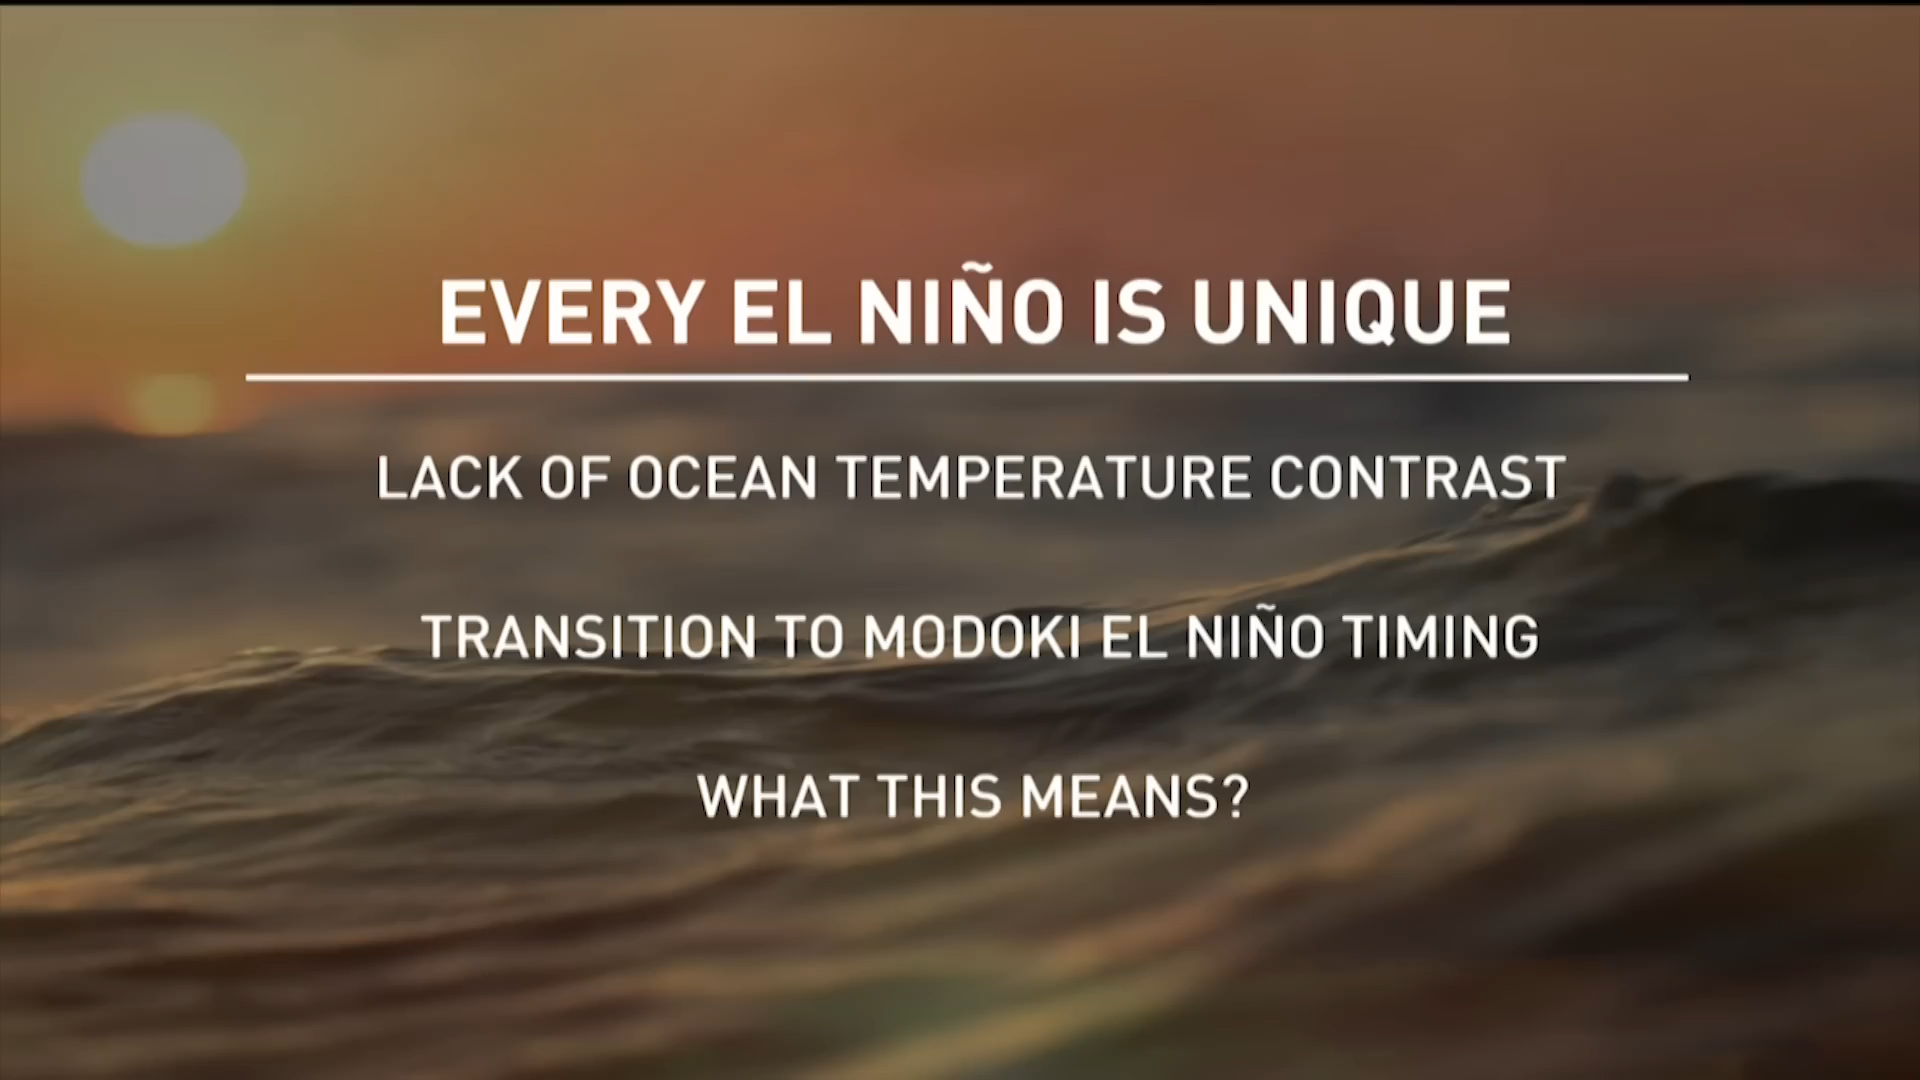 EVERY EL NIÑO IS UNIQUE
LACK OF OCEAN TEMPERATURE CONTRAST
TRANSITION TO MODOKI EL NIÑO TIMING
WHAT THIS MEANS?